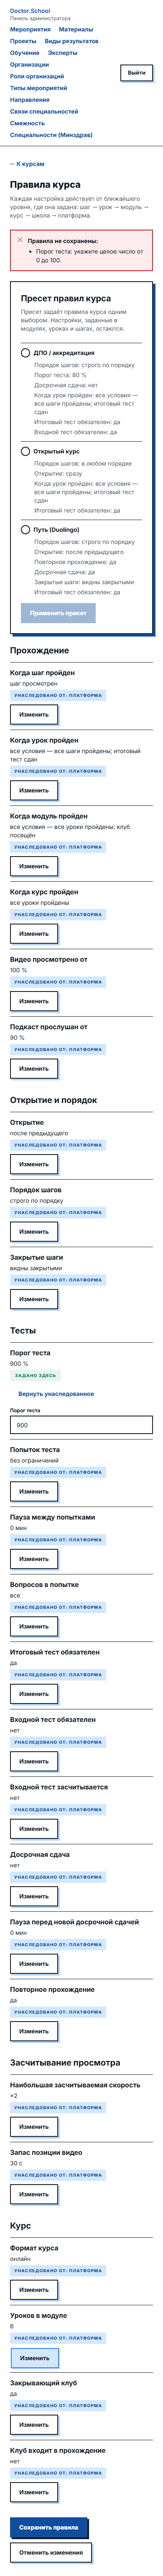 Doctor.School
Панель администратора
Мероприятия Материалы
Проекты Виды результатов
Обучение Эксперты
Организации
Роли организаций
Выйти
Типы мероприятий
Направления
Связи специальностей
Смежность
Специальности (Минздрав)
← К курсам
Правила курса
Каждая настройка действует от ближайшего
уровня, где она задана: шаг → урок → модуль →
курс → школа → платформа.
Правила не сохранены:
• Порог теста: укажите целое число от
0 до 100.
Пресет правил курса
Пресет задаёт правила курса одним
выбором. Настройки, заданные в
модулях, уроках и шагах, остаются.
ДПО / аккредитация
Порядок шагов: строго по порядку
Порог теста: 80 %
Досрочная сдача: нет
Когда урок пройден: все условия —
все шаги пройдены; итоговый тест
сдан
Итоговый тест обязателен: да
Входной тест обязателен: да
Открытый курс
Порядок шагов: в любом порядке
Открытие: сразу
Когда урок пройден: все условия —
все шаги пройдены; итоговый тест
сдан
Итоговый тест обязателен: да
Путь (Duolingo)
Порядок шагов: строго по порядку
Открытие: после предыдущего
Повторное прохождение: да
Досрочная сдача: да
Закрытые шаги: видны закрытыми
Итоговый тест обязателен: да
Применить пресет
Прохождение
Когда шаг пройден
шаг просмотрен
УНАСЛЕДОВАНО ОТ: ПЛАТФОРМА
Изменить
Когда урок пройден
все условия — все шаги пройдены; итоговый
тест сдан
УНАСЛЕДОВАНО ОТ: ПЛАТФОРМА
Изменить
Когда модуль пройден
все условия — все уроки пройдены; клуб
посещён
УНАСЛЕДОВАНО ОТ: ПЛАТФОРМА
Изменить
Когда курс пройден
все уроки пройдены
УНАСЛЕДОВАНО ОТ: ПЛАТФОРМА
Изменить
Видео просмотрено от
100 %
УНАСЛЕДОВАНО ОТ: ПЛАТФОРМА
Изменить
Подкаст прослушан от
90 %
УНАСЛЕДОВАНО ОТ: ПЛАТФОРМА
Изменить
Открытие и порядок
Открытие
после предыдущего
УНАСЛЕДОВАНО ОТ: ПЛАТФОРМА
Изменить
Порядок шагов
строго по порядку
УНАСЛЕДОВАНО ОТ: ПЛАТФОРМА
Изменить
Закрытые шаги
видны закрытыми
УНАСЛЕДОВАНО ОТ: ПЛАТФОРМА
Изменить
Тесты
Порог теста
900 %
ЗАДАНО ЗДЕСЬ
Вернуть унаследованное
Порог теста
900
Попыток теста
без ограничений
УНАСЛЕДОВАНО ОТ: ПЛАТФОРМА
Изменить
Пауза между попытками
0 мин
УНАСЛЕДОВАНО ОТ: ПЛАТФОРМА
Изменить
Вопросов в попытке
все
УНАСЛЕДОВАНО ОТ: ПЛАТФОРМА
Изменить
Итоговый тест обязателен
да
УНАСЛЕДОВАНО ОТ: ПЛАТФОРМА
Изменить
Входной тест обязателен
нет
УНАСЛЕДОВАНО ОТ: ПЛАТФОРМА
Изменить
Входной тест засчитывается
нет
УНАСЛЕДОВАНО ОТ: ПЛАТФОРМА
Изменить
Досрочная сдача
нет
УНАСЛЕДОВАНО ОТ: ПЛАТФОРМА
Изменить
Пауза перед новой досрочной сдачей
0 мин
УНАСЛЕДОВАНО ОТ: ПЛАТФОРМА
Изменить
Повторное прохождение
да
УНАСЛЕДОВАНО ОТ: ПЛАТФОРМА
Изменить
Засчитывание просмотра
Наибольшая засчитываемая скорость
×2
УНАСЛЕДОВАНО ОТ: ПЛАТФОРМА
Изменить
Запас позиции видео
30 с
УНАСЛЕДОВАНО ОТ: ПЛАТФОРМА
Изменить
Курс
Формат курса
онлайн
УНАСЛЕДОВАНО ОТ: ПЛАТФОРМА
Изменить
Уроков в модуле
6
УНАСЛЕДОВАНО ОТ: ПЛАТФОРМА
Изменить
Закрывающий клуб
да
УНАСЛЕДОВАНО ОТ: ПЛАТФОРМА
Изменить
Клуб входит в прохождение
нет
УНАСЛЕДОВАНО ОТ: ПЛАТФОРМА
Изменить
Сохранить правила
Отменить изменения